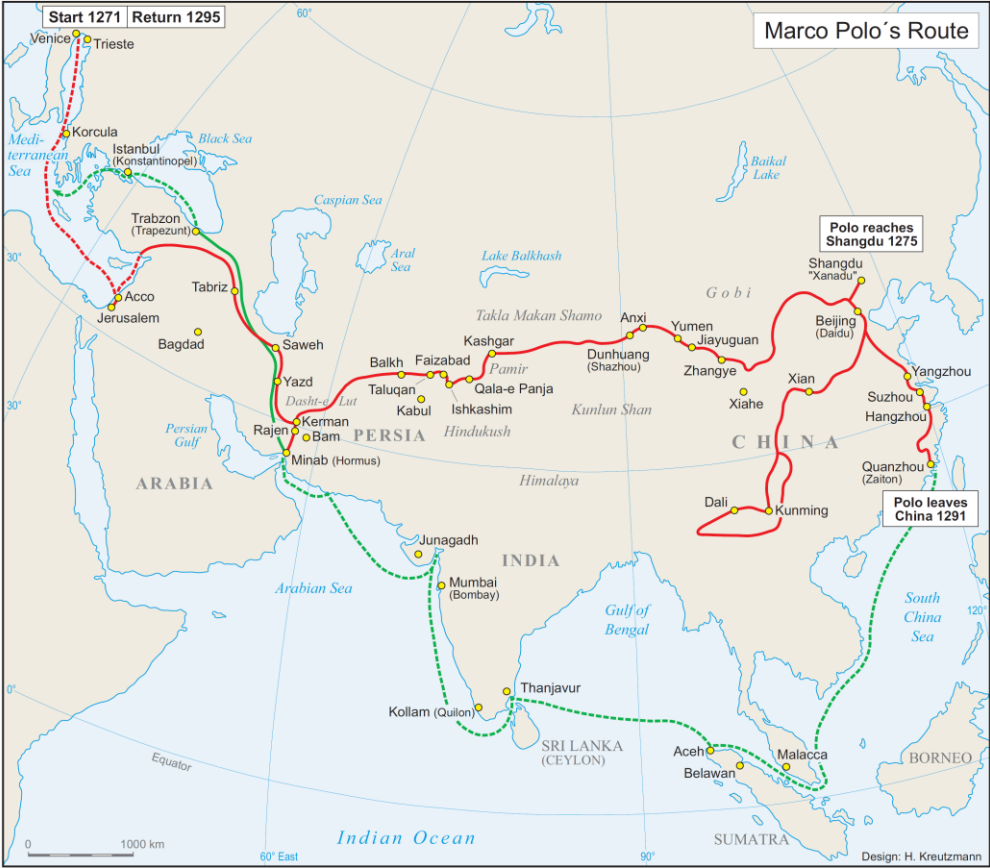 Start 1271
Return 1295
Marco Polo´s Route
60°
Venice
Trieste
Korcula
Medi-
terranean
Sea
Istanbul
(Konstantinopel)
Black Sea
Baikal
Lake
Caspian Sea
Trabzon
(Trapezunt)
Polo reaches
Shangdu 1275
30°
Aral
Sea
Lake Balkhash
Shangdu
"Xanadu"
Tabriz
Gobi
Acco
Jerusalem
Takla Makan Shamo
Anxi
Yumen
Beijing
(Daidu)
Bagdad
Saweh
Kashgar
Jiayuguan
Dunhuang
(Shazhou)
Zhangye
Balkh
Faizabad
Pamir
Yangzhou
Yazd
Taluqan
Qala-e Panja
Xian
Suzhou
Dasht-e Lut
Kabul
Ishkashim
Kunlun Shan
Xiahe
Hangzhou
30°
Persian
Gulf
Kerman
Rajen
Bam
PERSIA
Hindukush
CHINA
Minab (Hormus)
Quanzhou
(Zaiton)
ARABIA
Himalaya
Polo leaves
China 1291
Dali
Kunming
Junagadh
INDIA
Arabian Sea
Mumbai
(Bombay)
Gulf of
Bengal
South
China
Sea
120°
0°
Thanjavur
Kollam (Quilon)
SRI LANKA
(CEYLON)
Aceh
Malacca
BORNEO
Equator
Belawan
Indian Ocean
SUMATRA
0
1000 km
60° East
90°
Design: H. Kreutzmann